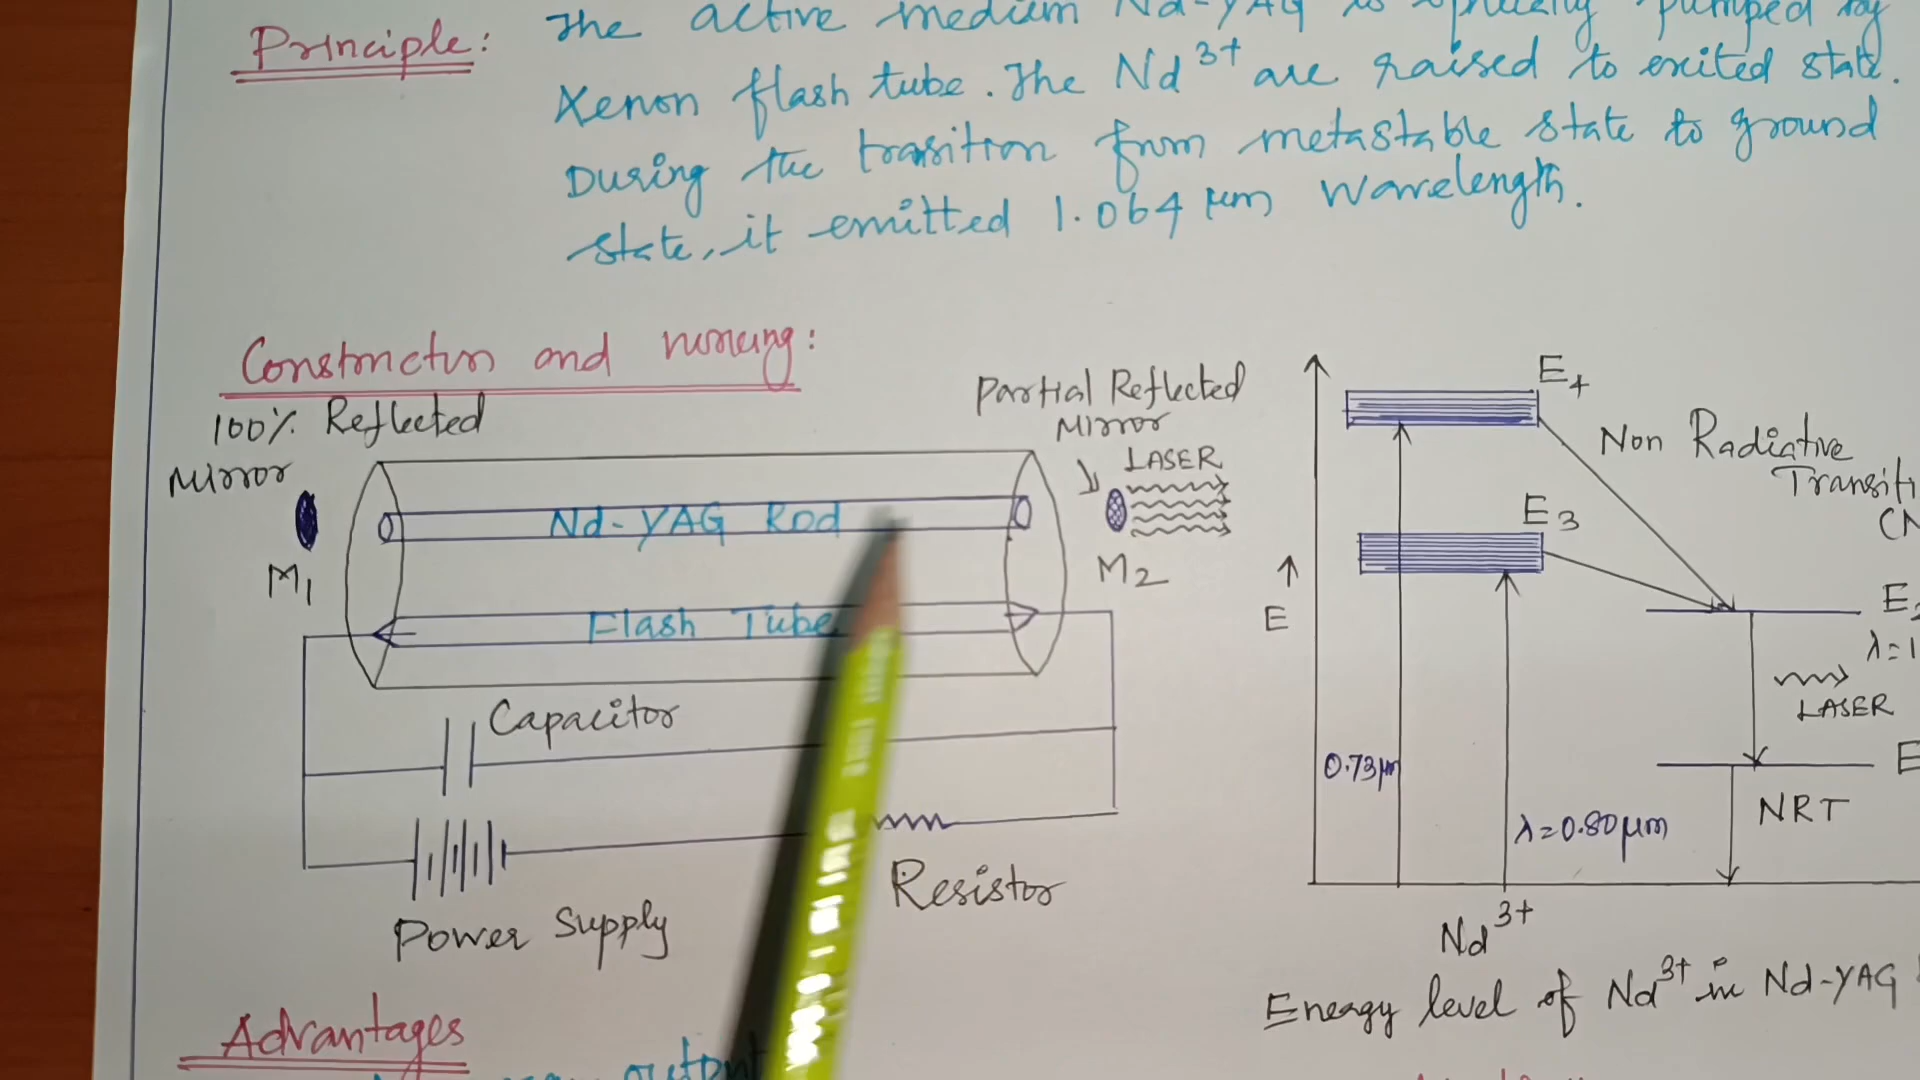 Principle:
The active medium Nd-YAG is optically pumped by
Xenon flash tube. The Nd3+ are raised to excited state.
During the transition from metastable state to ground
state, it emitted 1.064 μm wavelength.
Construction and working:
100% Reflected
Mirror
M1
Partial Reflected
Mirror
LASER
M2
Nd-YAG Rod
Flash Tube
Capacitor
Power Supply
Resistor
E4
Non Radiative
E3
E
λ=1
LASER
E
0.73μm
λ=0.80μm
NRT
Nd3+
Energy level of Nd3+ in Nd-YAG
Advantages
output